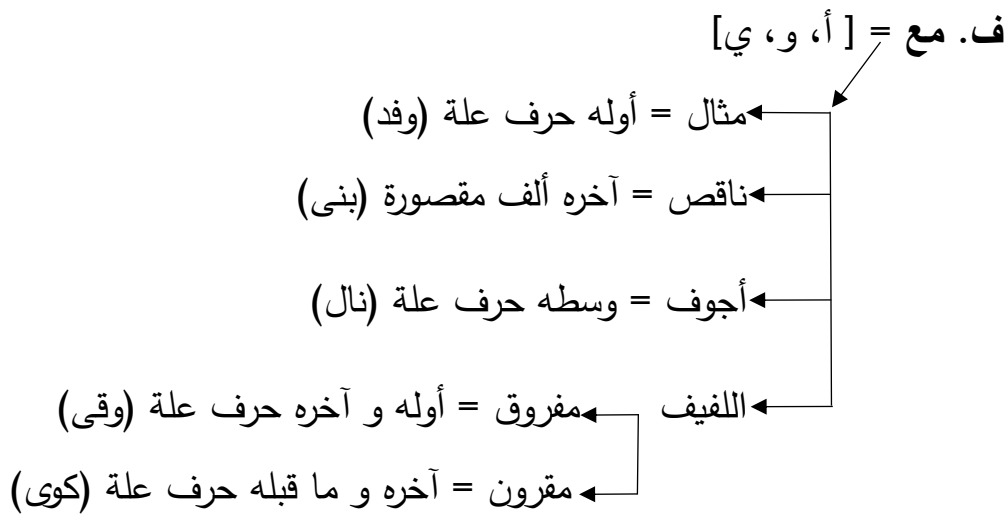 ف. مع = [أ، و، ي]
مثال = أوله حرف علة (وفد)
ناقص = آخره ألف مقصورة (بنى)
أجوف = وسطه حرف علة (نال)
اللفيف مفروق = أوله و آخره حرف علة (وقى)
مقرون = آخره و ما قبله حرف علة (كوى)